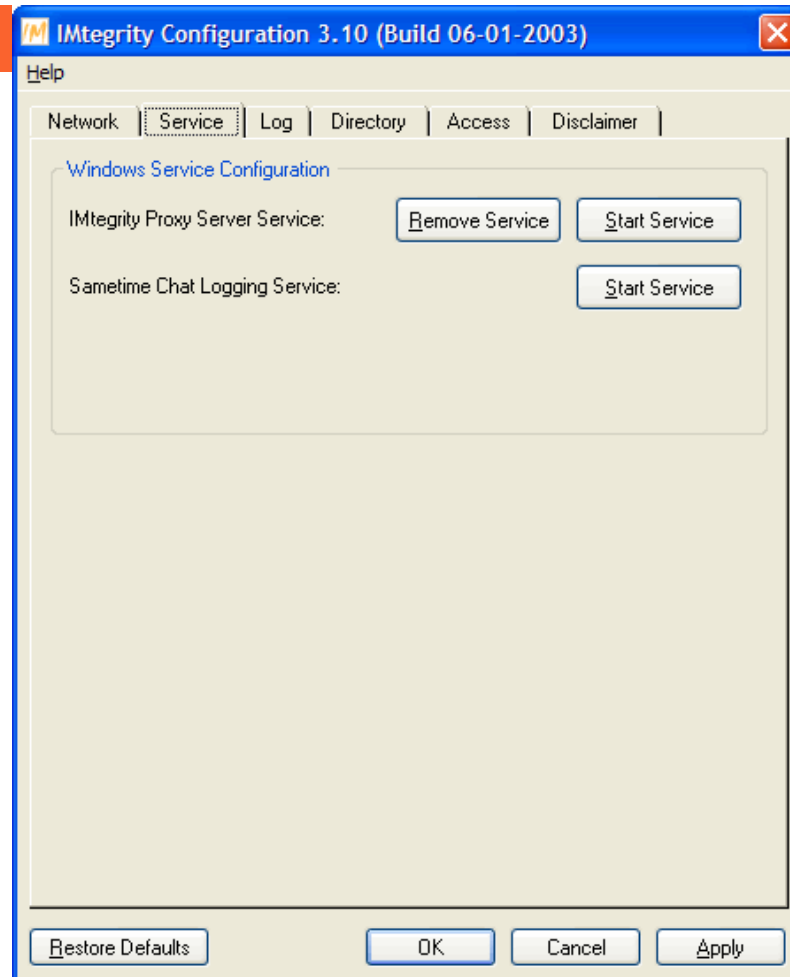 IM IMtegrity Configuration 3.10 (Build 06-01-2003)
Help
Network Service Log Directory Access Disclaimer
Windows Service Configuration
IMtegrity Proxy Server Service: Remove Service Start Service
Sametime Chat Logging Service: Start Service
Restore Defaults OK Cancel Apply